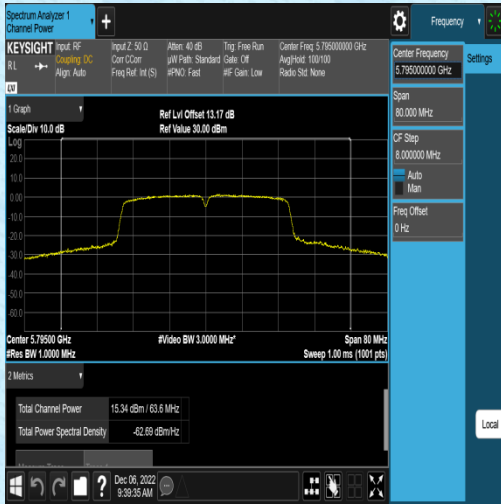 Spectrum Analyzer 1
Channel Power
Frequency
KEYSIGHT
RL
LXI
Input: RF
Coupling: DC
Align: Auto
Input Z: 50 Ω
Corr CCorr
Freq Ref: Int (S)
Atten: 40 dB
µW Path: Standard
#PNO: Fast
Trig: Free Run
Gate: Off
#IF Gain: Low
Center Freq: 5.795000000 GHz
Avg|Hold: 100/100
Radio Std: None
1 Graph
Scale/Div 10.0 dB
Ref Lvl Offset 13.17 dB
Ref Value 30.00 dBm
Log
20.0
10.0
0.00
-10.0
-20.0
-30.0
-40.0
-50.0
-60.0
Center 5.79500 GHz
#Res BW 1.0000 MHz
#Video BW 3.0000 MHz*
Span 80 MHz
Sweep 1.00 ms (1001 pts)
2 Metrics
Total Channel Power 15.34 dBm / 63.6 MHz
Total Power Spectral Density -62.69 dBm/Hz
Dec 06, 2022
9:39:35 AM
Center Frequency
5.795000000 GHz
Span
80.000 MHz
CF Step
8.000000 MHz
Auto
Man
Freq Offset
0 Hz
Settings
Local